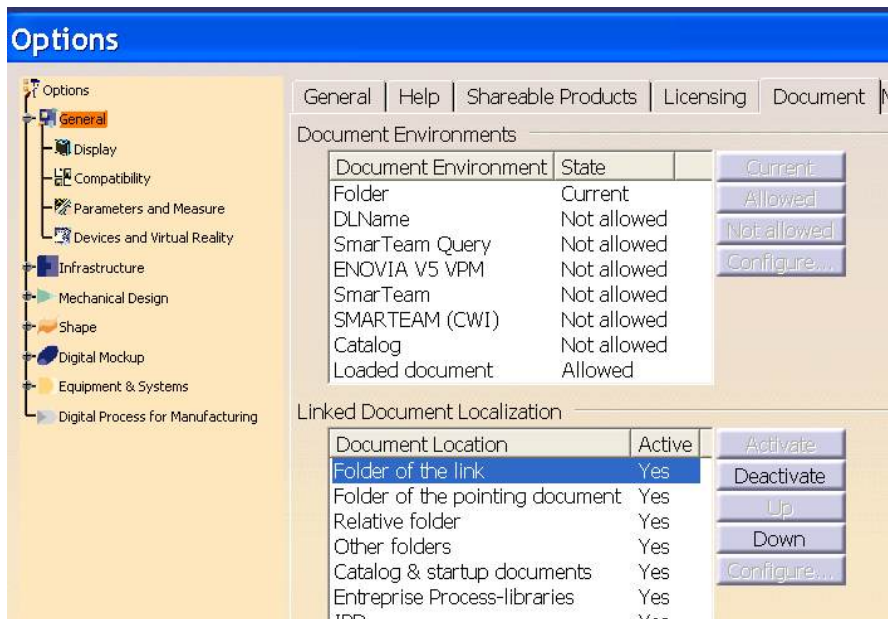 Options
Options
General
Display
Compatibility
Parameters and Measure
Devices and Virtual Reality
Infrastructure
Mechanical Design
Shape
Digital Mockup
Equipment & Systems
Digital Process for Manufacturing
General Help Shareable Products Licensing Document
Document Environments
Document Environment State
Folder Current
DLName Not allowed
SmarTeam Query Not allowed
ENOVIA V5 VPM Not allowed
SmarTeam Not allowed
SMARTEAM (CWI) Not allowed
Catalog Not allowed
Loaded document Allowed
Current
Allowed
Not allowed
Configure...
Linked Document Localization
Document Location Active
Folder of the link Yes
Folder of the pointing document Yes
Relative folder Yes
Other folders Yes
Catalog & startup documents Yes
Entreprise Process-libraries Yes
Activate
Deactivate
Up
Down
Configure...